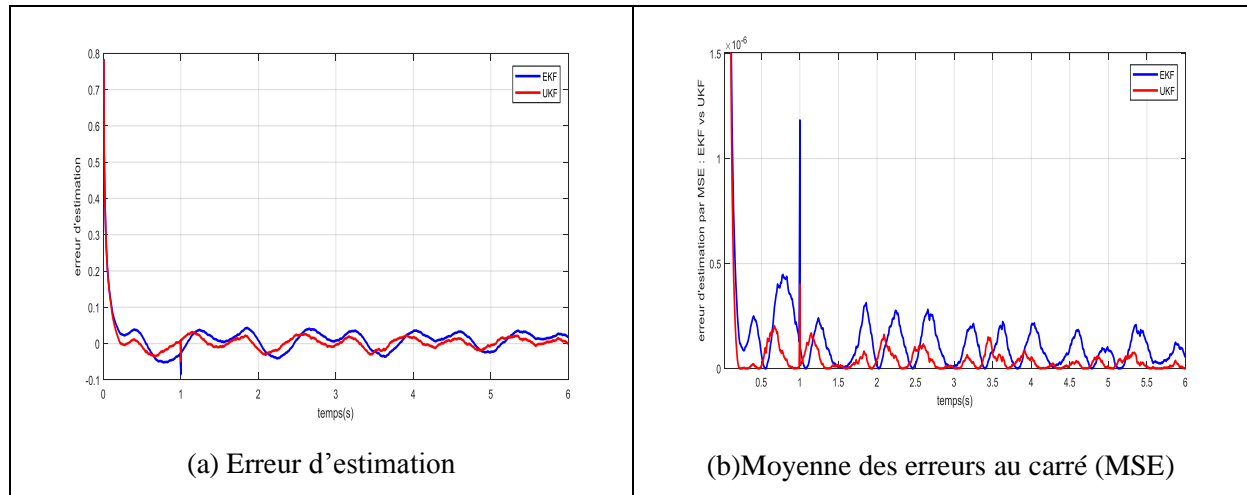 0.8
0.7
0.6
0.5
0.4
0.3
0.2
0.1
0
-0.1
erreur d'estimation
EKF
UKF
0 1 2 3 4 5 6
temps(s)
(a) Erreur d'estimation
×10⁻⁶
1.5
1
0.5
0
erreur d'estimation par MSE : EKF vs UKF
EKF
UKF
0.5 1 1.5 2 2.5 3 3.5 4 4.5 5 5.5 6
temps(s)
(b)Moyenne des erreurs au carré (MSE)